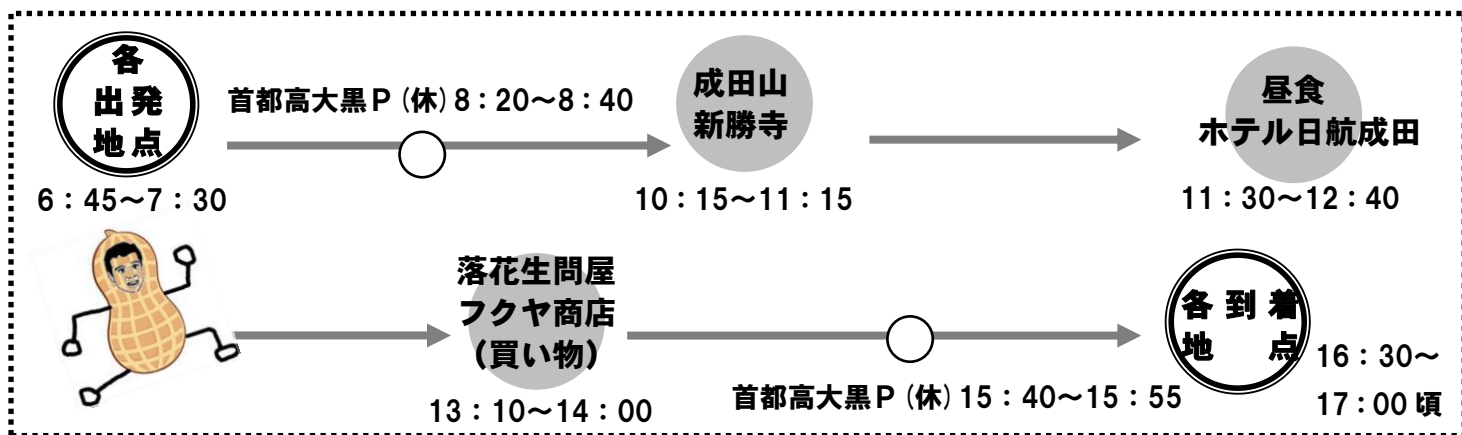 各
出発
地点
6：45～7：30
首都高大黒Ｐ（休）8：20～8：40
成田山
新勝寺
10：15～11：15
昼食
ホテル日航成田
11：30～12：40
落花生問屋
フクヤ商店
（買い物）
13：10～14：00
首都高大黒Ｐ（休）15：40～15：55
各到着
地点
16：30～
17：00頃